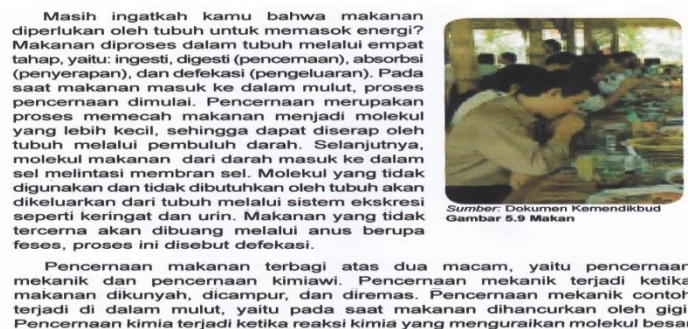 Masih ingatkah kamu bahwa makanan
diperlukan oleh tubuh untuk memasok energi?
Makanan diproses dalam tubuh melalui empat
tahap, yaitu: ingesti, digesti (pencernaan), absorbsi
(penyerapan), dan defekasi (pengeluaran). Pada
saat makanan masuk ke dalam mulut, proses
pencernaan dimulai. Pencernaan merupakan
proses memecah makanan menjadi molekul
yang lebih kecil, sehingga dapat diserap oleh
tubuh melalui pembuluh darah. Selanjutnya,
molekul makanan dari darah masuk ke dalam
sel melintasi membran sel. Molekul yang tidak
digunakan dan tidak dibutuhkan oleh tubuh akan
dikeluarkan dari tubuh melalui sistem ekskresi
seperti keringat dan urin. Makanan yang tidak
tercerna akan dibuang melalui anus berupa
feses, proses ini disebut defekasi.
Sumber: Dokumen Kemendikbud
Gambar 5.9 Makan
Pencernaan makanan terbagi atas dua macam, yaitu pencernaan
mekanik dan pencernaan kimiawi. Pencernaan mekanik terjadi ketika
makanan dikunyah, dicampur, dan diremas. Pencernaan mekanik contoh
terjadi di dalam mulut, yaitu pada saat makanan dihancurkan oleh gigi.
Pencernaan kimia terjadi ketika reaksi kimia yang menguraikan molekul besar